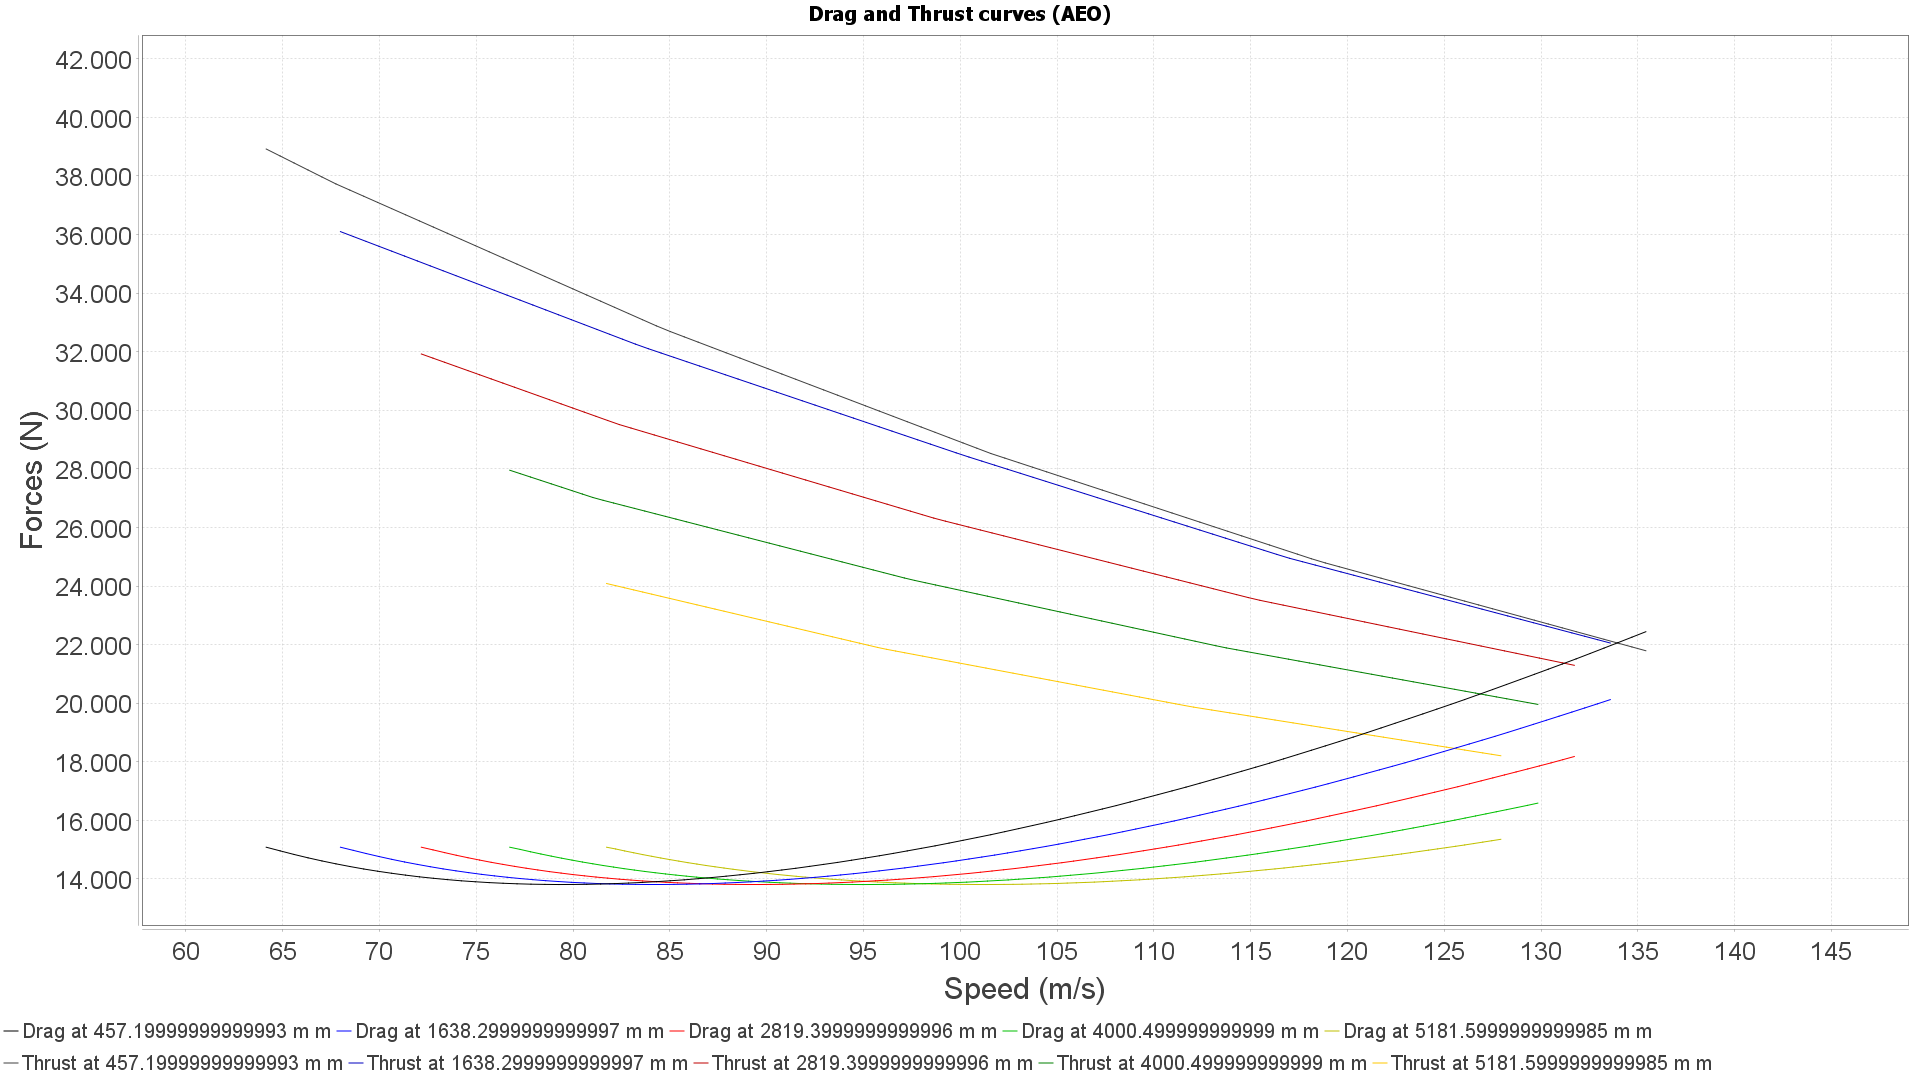 Drag and Thrust curves (AEO)
42.000
40.000
38.000
36.000
34.000
32.000
30.000
28.000
26.000
24.000
22.000
20.000
18.000
16.000
14.000
Forces (N)
60 65 70 75 80 85 90 95 100 105 110 115 120 125 130 135 140 145
Speed (m/s)
Drag at 457.19999999999993 m m Drag at 1638.2999999999997 m m Drag at 2819.3999999999996 m m Drag at 4000.499999999999 m m Drag at 5181.5999999999985 m m
Thrust at 457.19999999999993 m m Thrust at 1638.2999999999997 m m Thrust at 2819.3999999999996 m m Thrust at 4000.499999999999 m m Thrust at 5181.5999999999985 m m